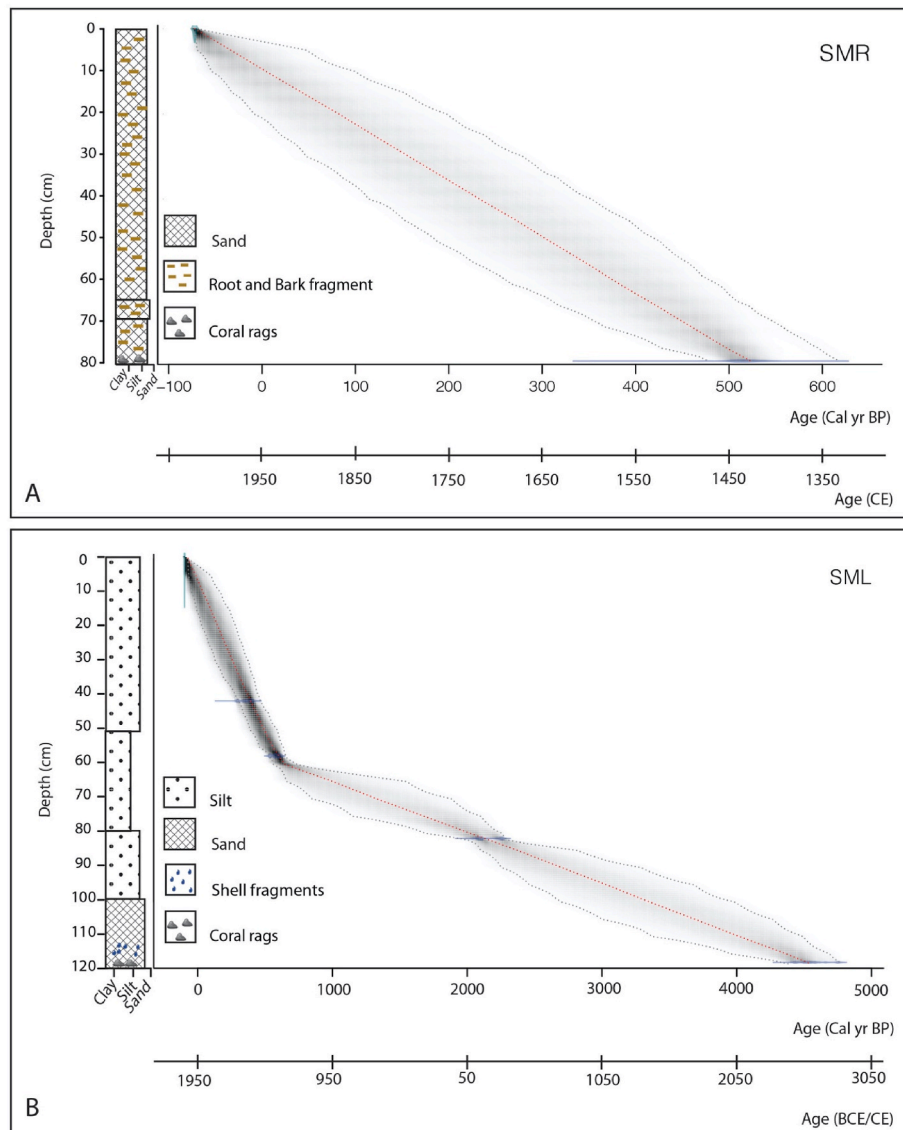 SMR
0
10
20
30
40
50
60
70
80
Depth (cm)
Sand
Root and Bark fragment
Coral rags
Clay Silt Sand
-100 0 100 200 300 400 500 600
Age (Cal yr BP)
1950 1850 1750 1650 1550 1450 1350
Age (CE)
A
SML
0
10
20
30
40
50
60
70
80
90
100
110
120
Depth (cm)
Silt
Sand
Shell fragments
Coral rags
Clay Silt Sand
0 1000 2000 3000 4000 5000
Age (Cal yr BP)
1950 950 50 1050 2050 3050
Age (BCE/CE)
B